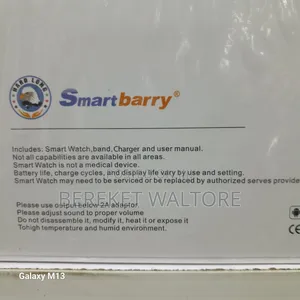 Smartbarry®
Includes: Smart Watch,band,Charger and user manual.
Not all capabilities are available in all areas.
Smart Watch is not a medical device.
Battery life, charge cycles, and display life vary by use and setting.
Smart Watch may need to be serviced or be replaced by authorized serves provide
BEREKET WALTORE
Please use output below 2A adaptor.
Please adjust sound to proper volume
Do not disassemble it, modify it, heat it or expose it
Tohigh temperature and humid environment.
Galaxy M13